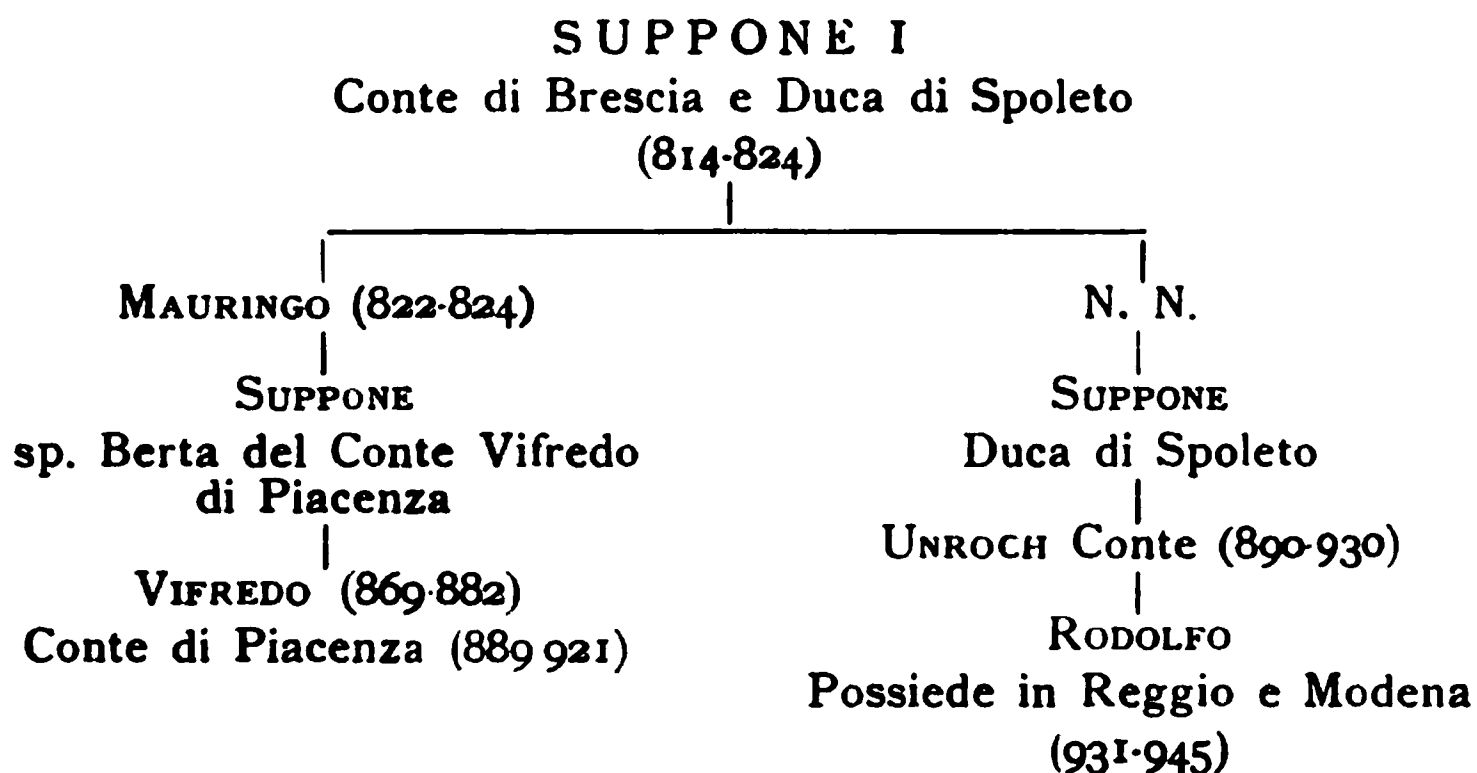 SUPPONE I
Conte di Brescia e Duca di Spoleto
(814-824)
MAURINGO (822-824)
N. N.
SUPPONE
sp. Berta del Conte Vifredo
di Piacenza
SUPPONE
Duca di Spoleto
VIFREDO (869-882)
Conte di Piacenza (889 921)
UNROCH Conte (890-930)
RODOLFO
Possiede in Reggio e Modena
(931-945)